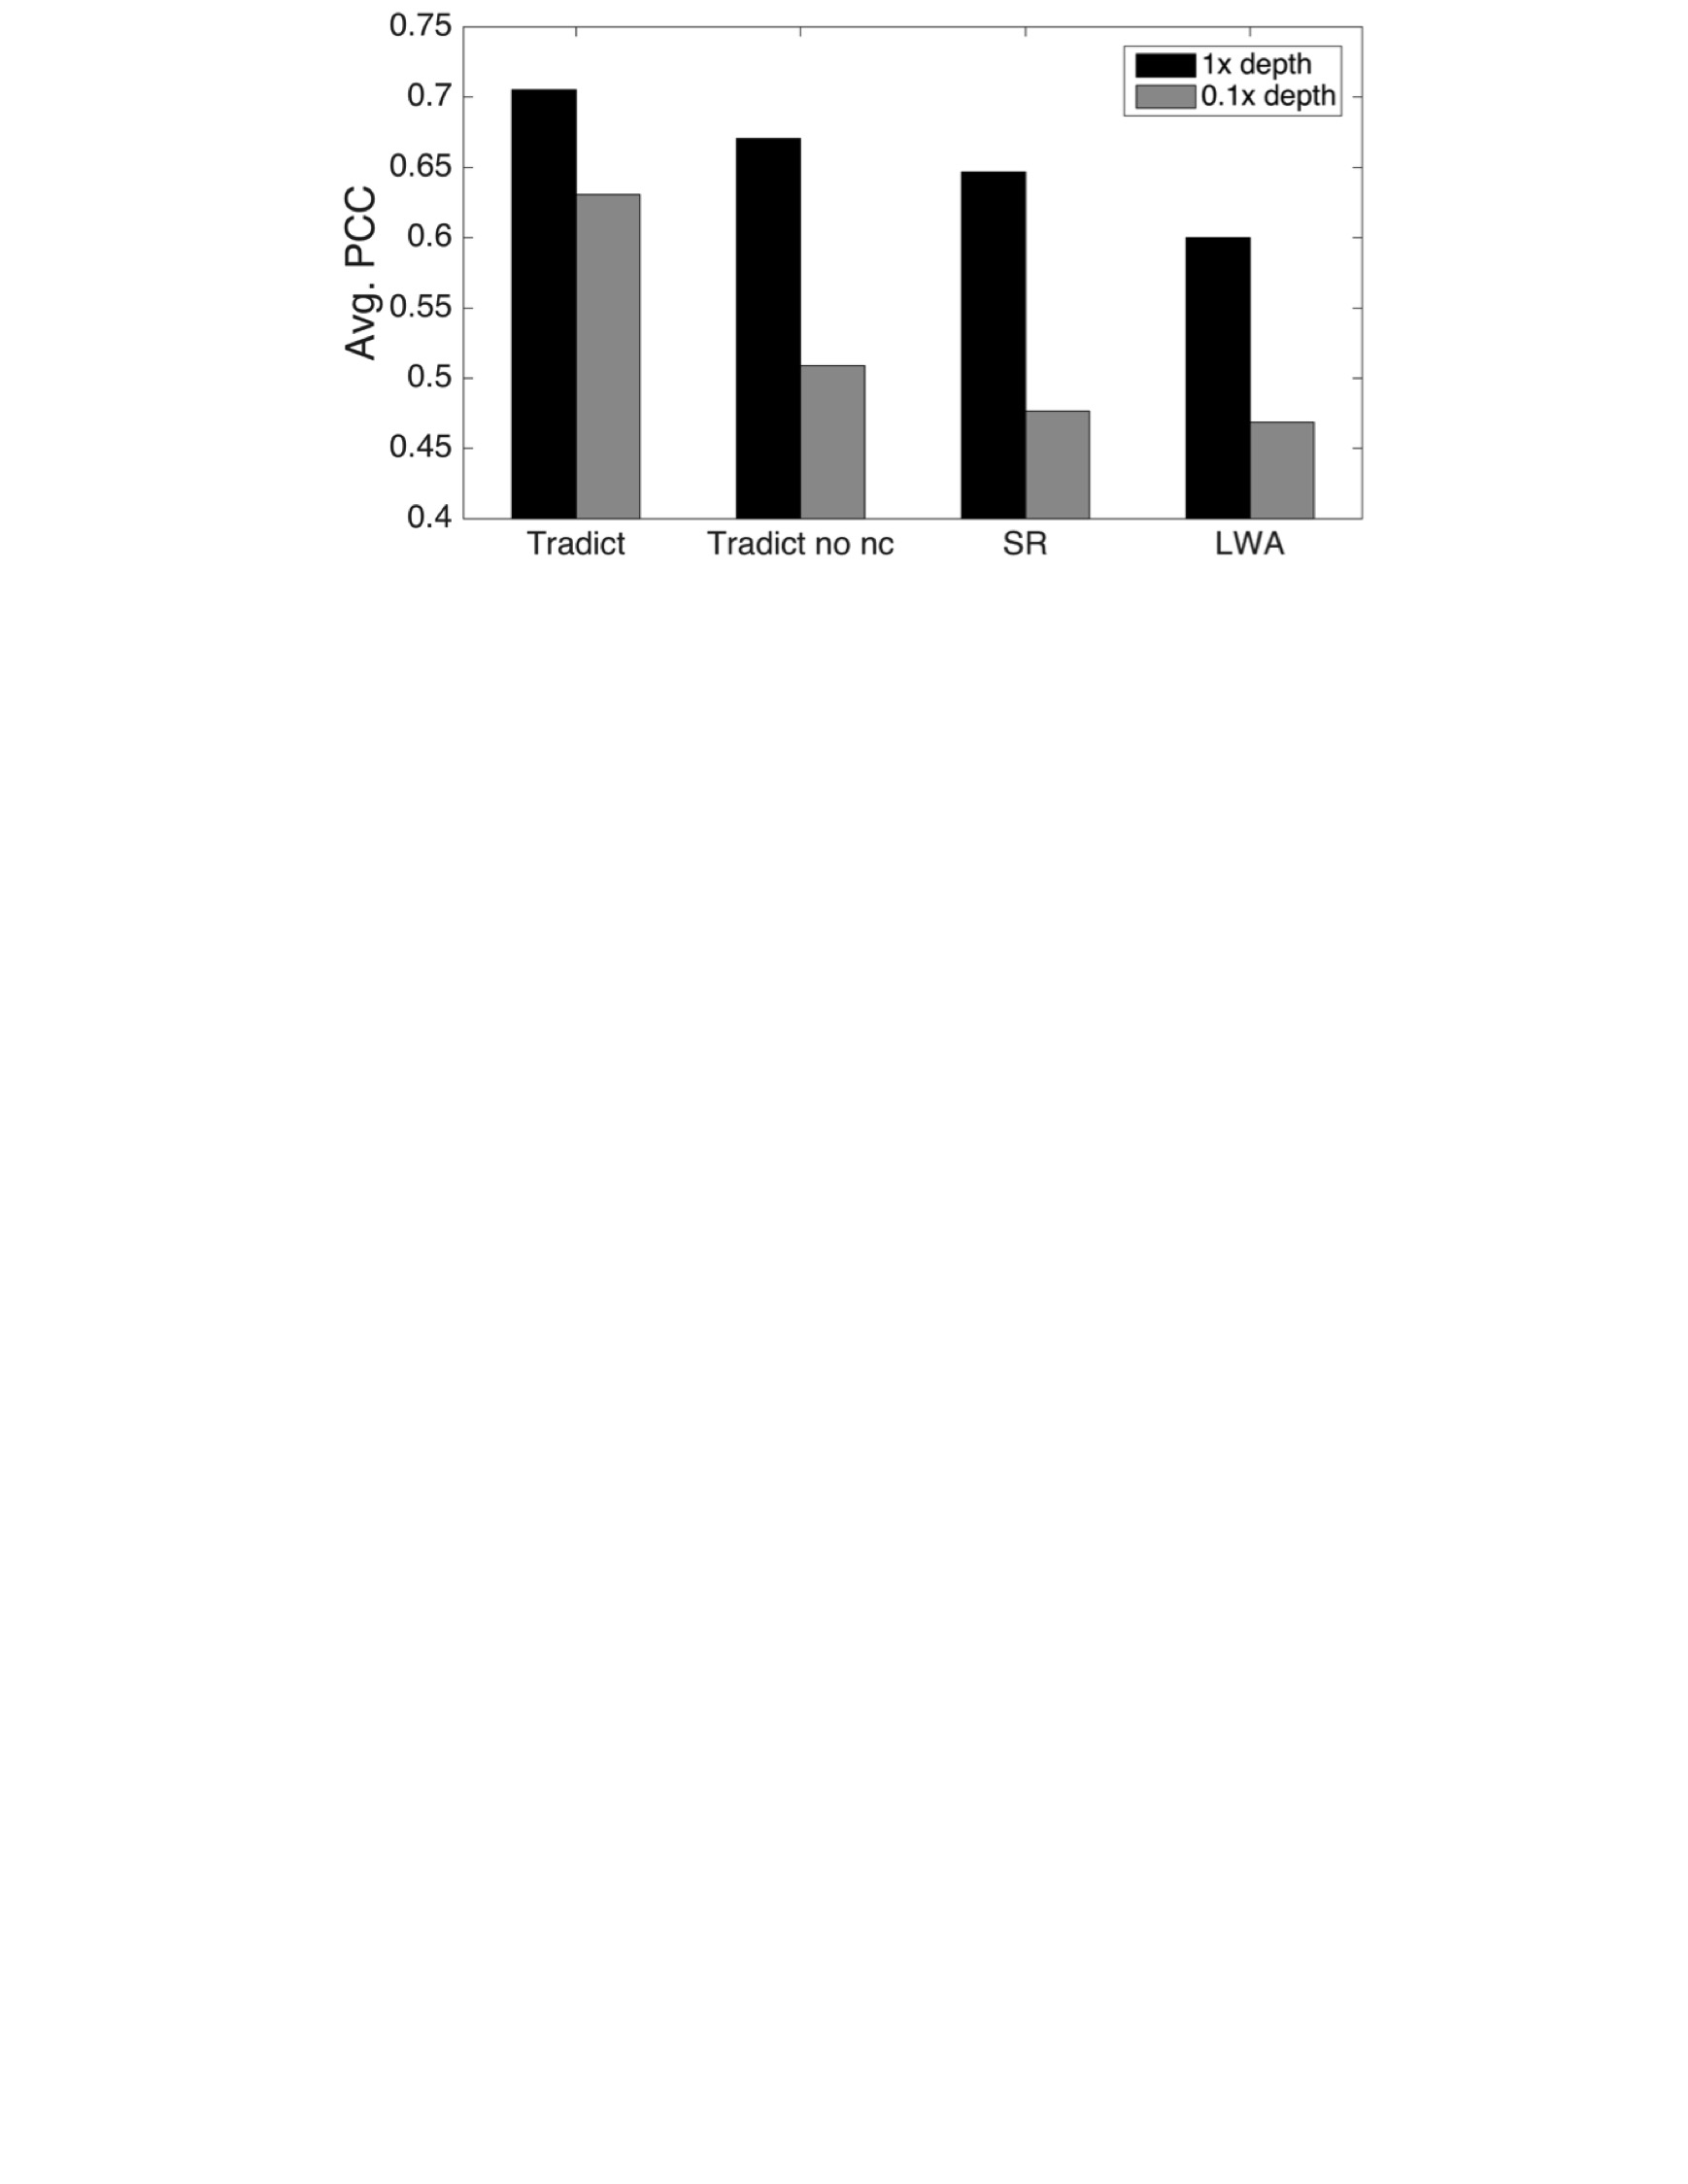 0.75
0.7
0.65
0.6
0.55
0.5
0.45
0.4
Avg. PCC
1x depth
0.1x depth
Tradict
Tradict no nc
SR
LWA